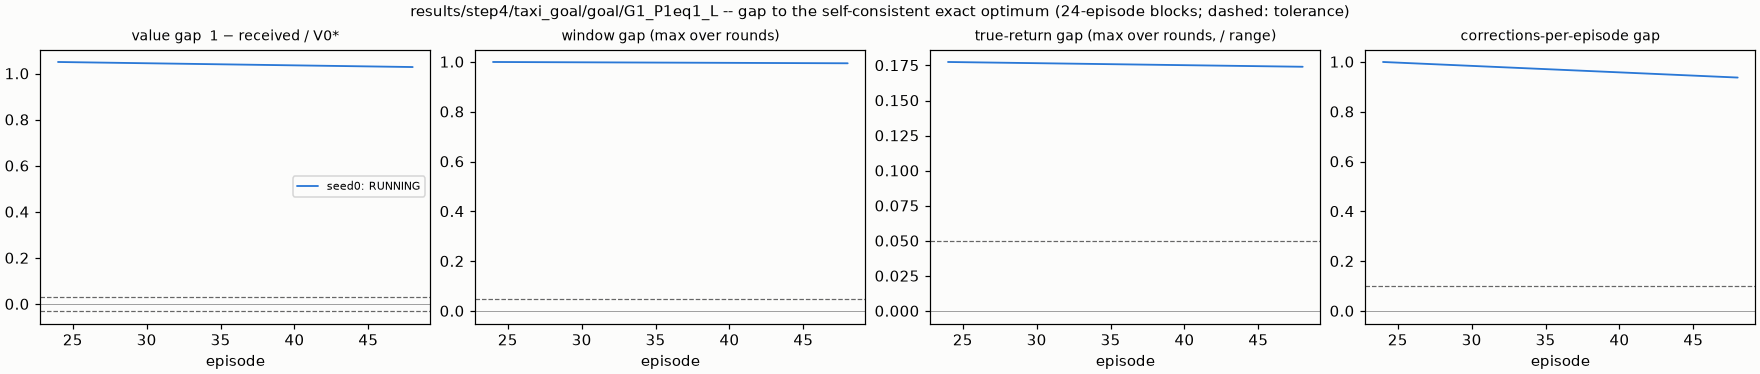 results/step4/taxi_goal/goal/G1_P1eq1_L -- gap to the self-consistent exact optimum (24-episode blocks; dashed: tolerance)
value gap  1 − received / V0*
1.0
0.8
0.6
0.4
0.2
0.0
seed0: RUNNING
25 30 35 40 45
episode
window gap (max over rounds)
1.0
0.8
0.6
0.4
0.2
0.0
25 30 35 40 45
episode
true-return gap (max over rounds, / range)
0.175
0.150
0.125
0.100
0.075
0.050
0.025
0.000
25 30 35 40 45
episode
corrections-per-episode gap
1.0
0.8
0.6
0.4
0.2
0.0
25 30 35 40 45
episode